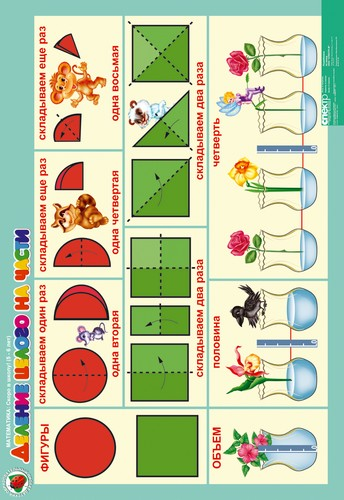 МАТЕМАТИКА: Скоро в школу! (5 - 6 лет)
ДЕЛЕНИЕ ЦЕЛОГО НА ЧАСТИ
ФИГУРЫ
складываем один раз
складываем еще раз
складываем еще раз
одна вторая
одна четвертая
одна восьмая
складываем два раза
складываем два раза
ОБЪЕМ
половина
четверть
СПЕКТР